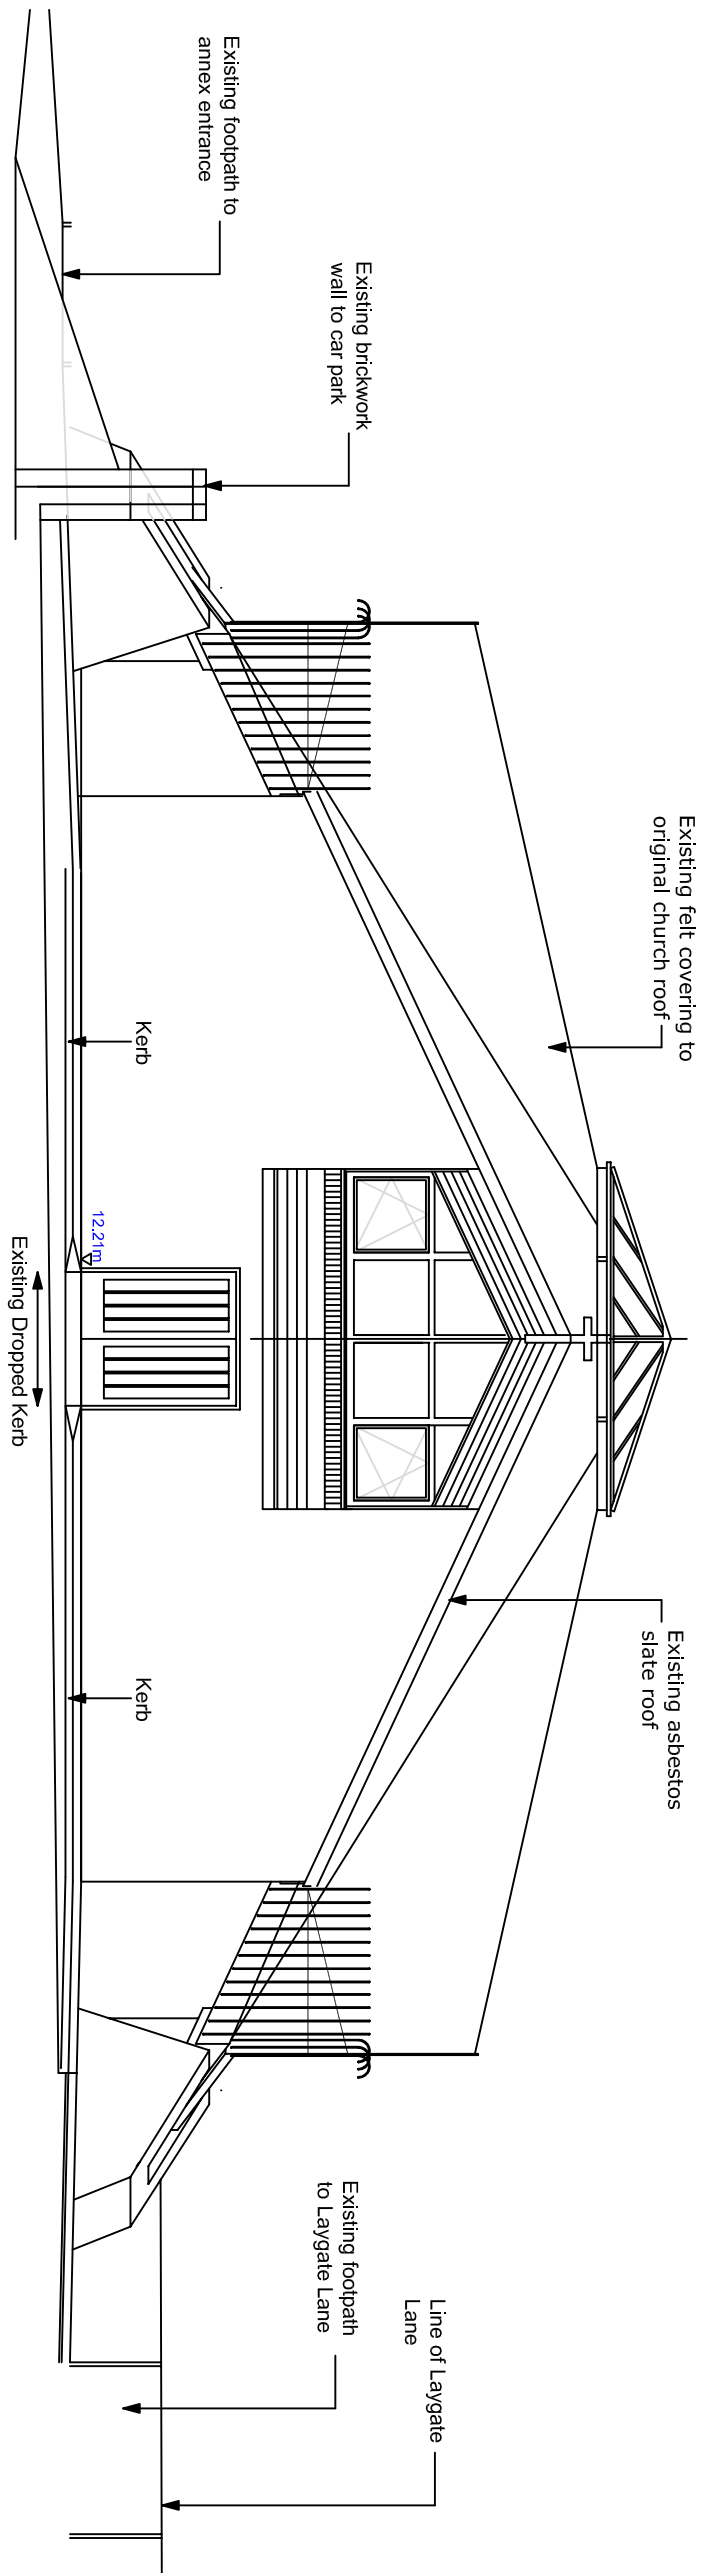 Existing footpath to
annex entrance
Existing brickwork
wall to car park
Existing felt covering to
original church roof
Kerb
12.21m
Existing Dropped Kerb
Existing asbestos
slate roof
Kerb
Existing footpath
to Laygate Lane
Line of Laygate
Lane